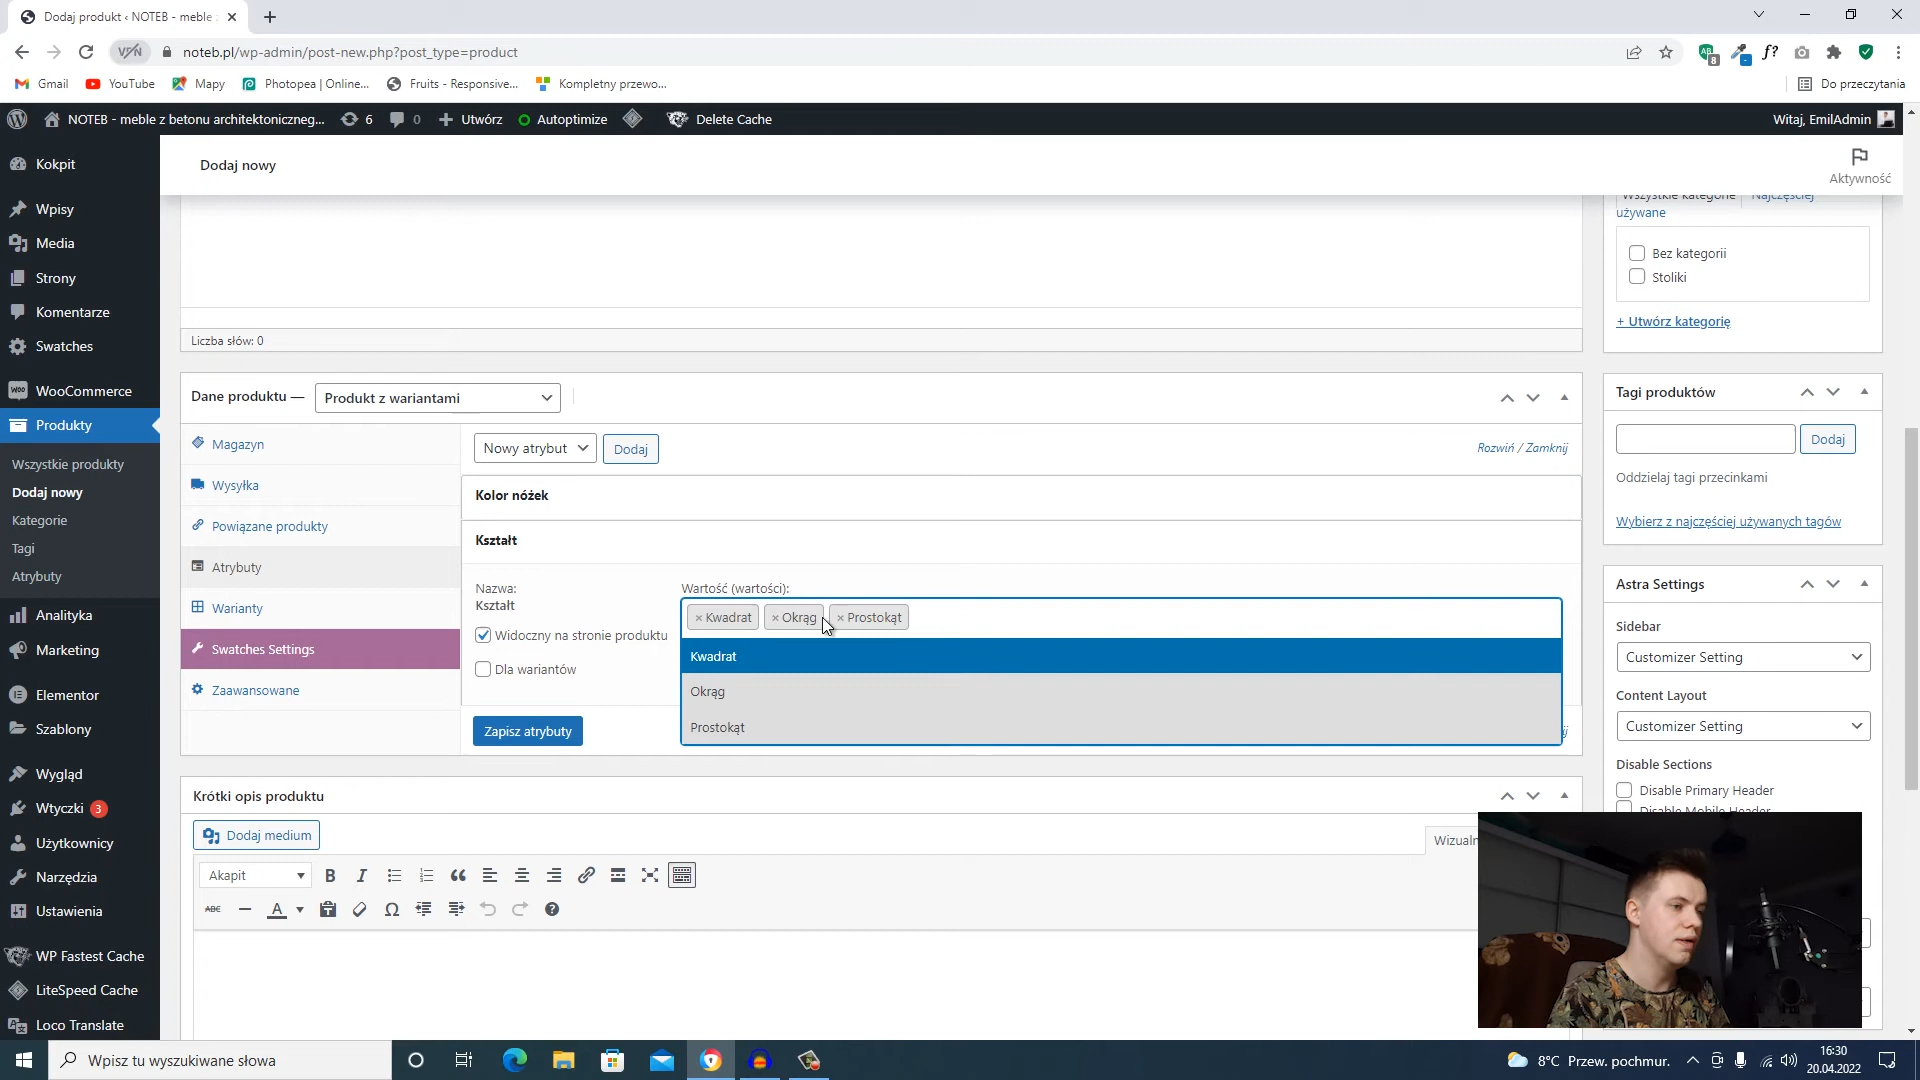 Dodaj produkt ‹ NOTEB - meble
noteb.pl/wp-admin/post-new.php?post_type=product
VPN
8
Gmail
YouTube
Mapy
Photopea | Online...
Fruits - Responsive...
Kompletny przewo...
Do przeczytania
NOTEB - meble z betonu architektoniczneg...
6
0
Utwórz
Autoptimize
Delete Cache
Witaj, EmilAdmin
Kokpit
Wpisy
Media
Strony
Komentarze
Swatches
WooCommerce
Produkty
Wszystkie produkty
Dodaj nowy
Kategorie
Tagi
Atrybuty
Analityka
Marketing
Elementor
Szablony
Wygląd
Wtyczki 3
Użytkownicy
Narzędzia
Ustawienia
WP Fastest Cache
LiteSpeed Cache
Loco Translate
Dodaj nowy
Aktywność
Liczba słów: 0
Dane produktu —
Produkt z wariantami
Magazyn
Wysyłka
Powiązane produkty
Atrybuty
Warianty
Swatches Settings
Zaawansowane
Nowy atrybut
Dodaj
Rozwiń / Zamknij
Kolor nóżek
Kształt
Nazwa:
Kształt
Widoczny na stronie produktu
Dla wariantów
Wartość (wartości):
× Kwadrat
× Okrąg
× Prostokąt
Kwadrat
Okrąg
Prostokąt
Zapisz atrybuty
Krótki opis produktu
Dodaj medium
Wizualn
Akapit
B
I
ABC
A
Wszystkie kategorie
Najczęściej
używane
Bez kategorii
Stoliki
+ Utwórz kategorię
Tagi produktów
Dodaj
Oddzielaj tagi przecinkami
Wybierz z najczęściej używanych tagów
Astra Settings
Sidebar
Customizer Setting
Content Layout
Customizer Setting
Disable Sections
Disable Primary Header
Disable Mobile Header
Wpisz tu wyszukiwane słowa
8°C Przew. pochmur.
16:30
20.04.2022